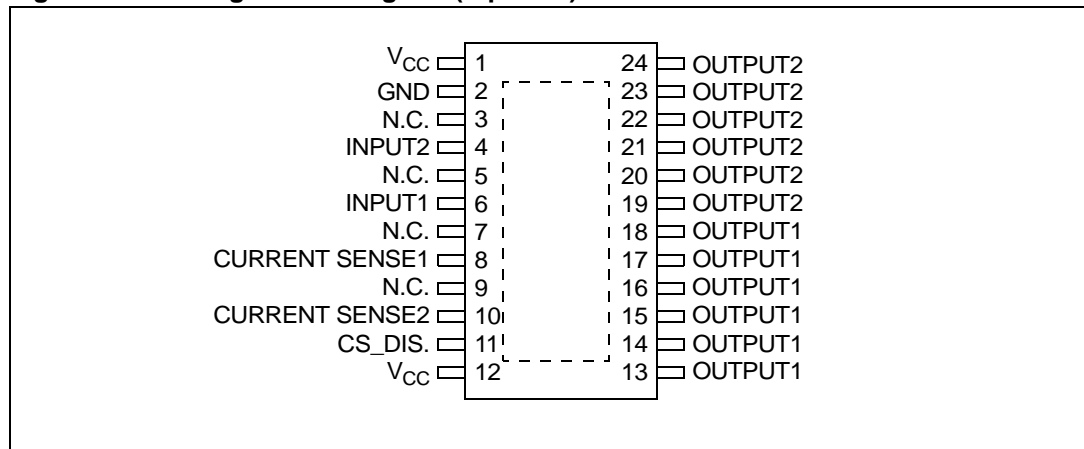 V_CC 1 24 OUTPUT2
GND 2 23 OUTPUT2
N.C. 3 22 OUTPUT2
INPUT2 4 21 OUTPUT2
N.C. 5 20 OUTPUT2
INPUT1 6 19 OUTPUT2
N.C. 7 18 OUTPUT1
CURRENT SENSE1 8 17 OUTPUT1
N.C. 9 16 OUTPUT1
CURRENT SENSE2 10 15 OUTPUT1
CS_DIS. 11 14 OUTPUT1
V_CC 12 13 OUTPUT1